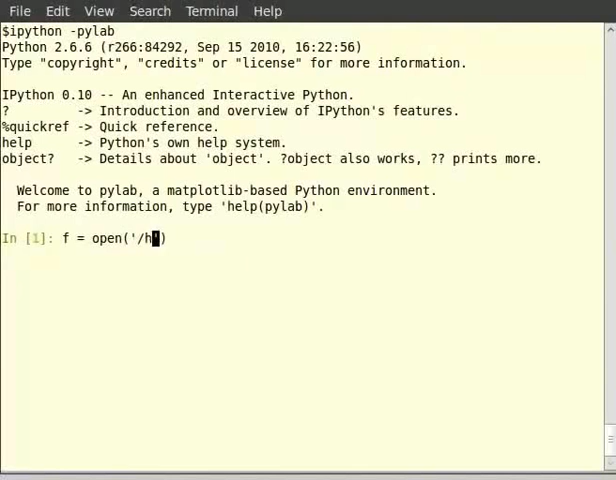 File Edit View Search Terminal Help
$ipython -pylab
Python 2.6.6 (r266:84292, Sep 15 2010, 16:22:56)
Type "copyright", "credits" or "license" for more information.
IPython 0.10 -- An enhanced Interactive Python.
? -> Introduction and overview of IPython's features.
%quickref -> Quick reference.
help -> Python's own help system.
object? -> Details about 'object'. ?object also works, ?? prints more.
Welcome to pylab, a matplotlib-based Python environment.
For more information, type 'help(pylab)'.
In [1]: f = open('/h')